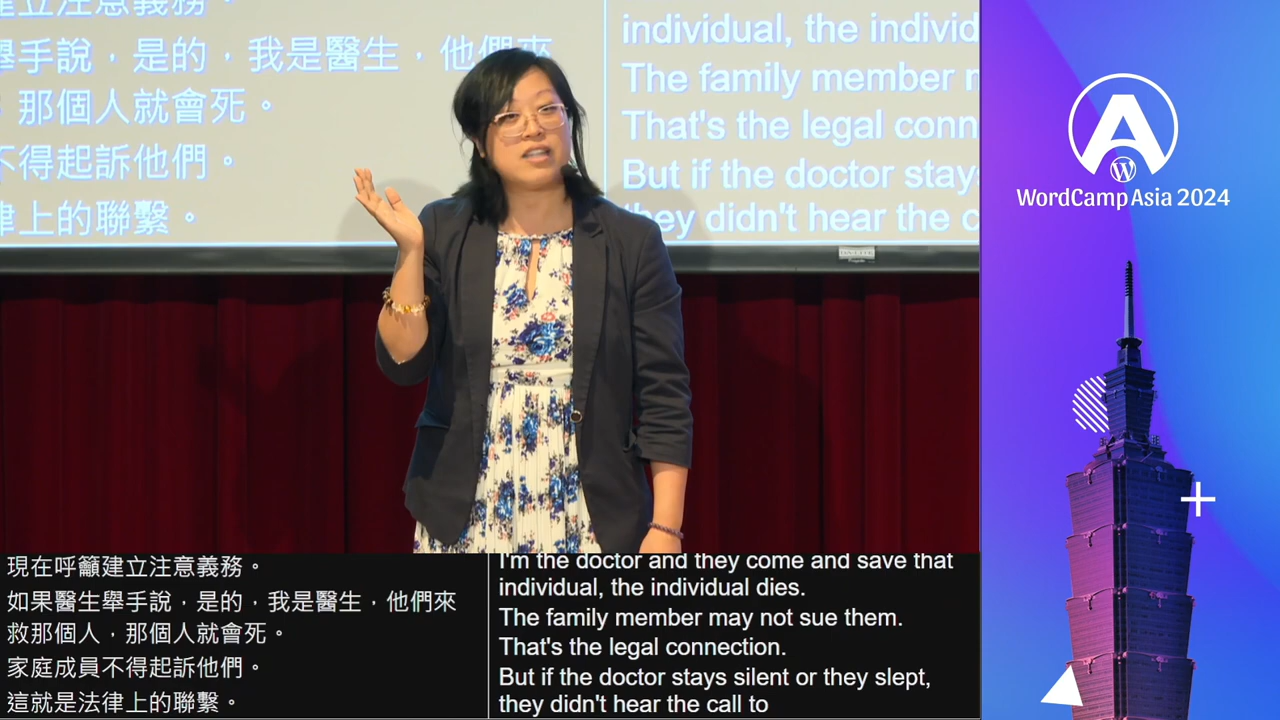 建立注意義務。
舉手說，是的，我是醫生，他們來
，那個人就會死。
不得起訴他們。
律上的聯繫。
individual, the individ
The family member
That's the legal conn
But if the doctor stay
they didn't hear the c
WordCamp Asia 2024
現在呼籲建立注意義務。
如果醫生舉手說，是的，我是醫生，他們來
救那個人，那個人就會死。
家庭成員不得起訴他們。
這就是法律上的聯繫。
I'm the doctor and they come and save that
individual, the individual dies.
The family member may not sue them.
That's the legal connection.
But if the doctor stays silent or they slept,
they didn't hear the call to